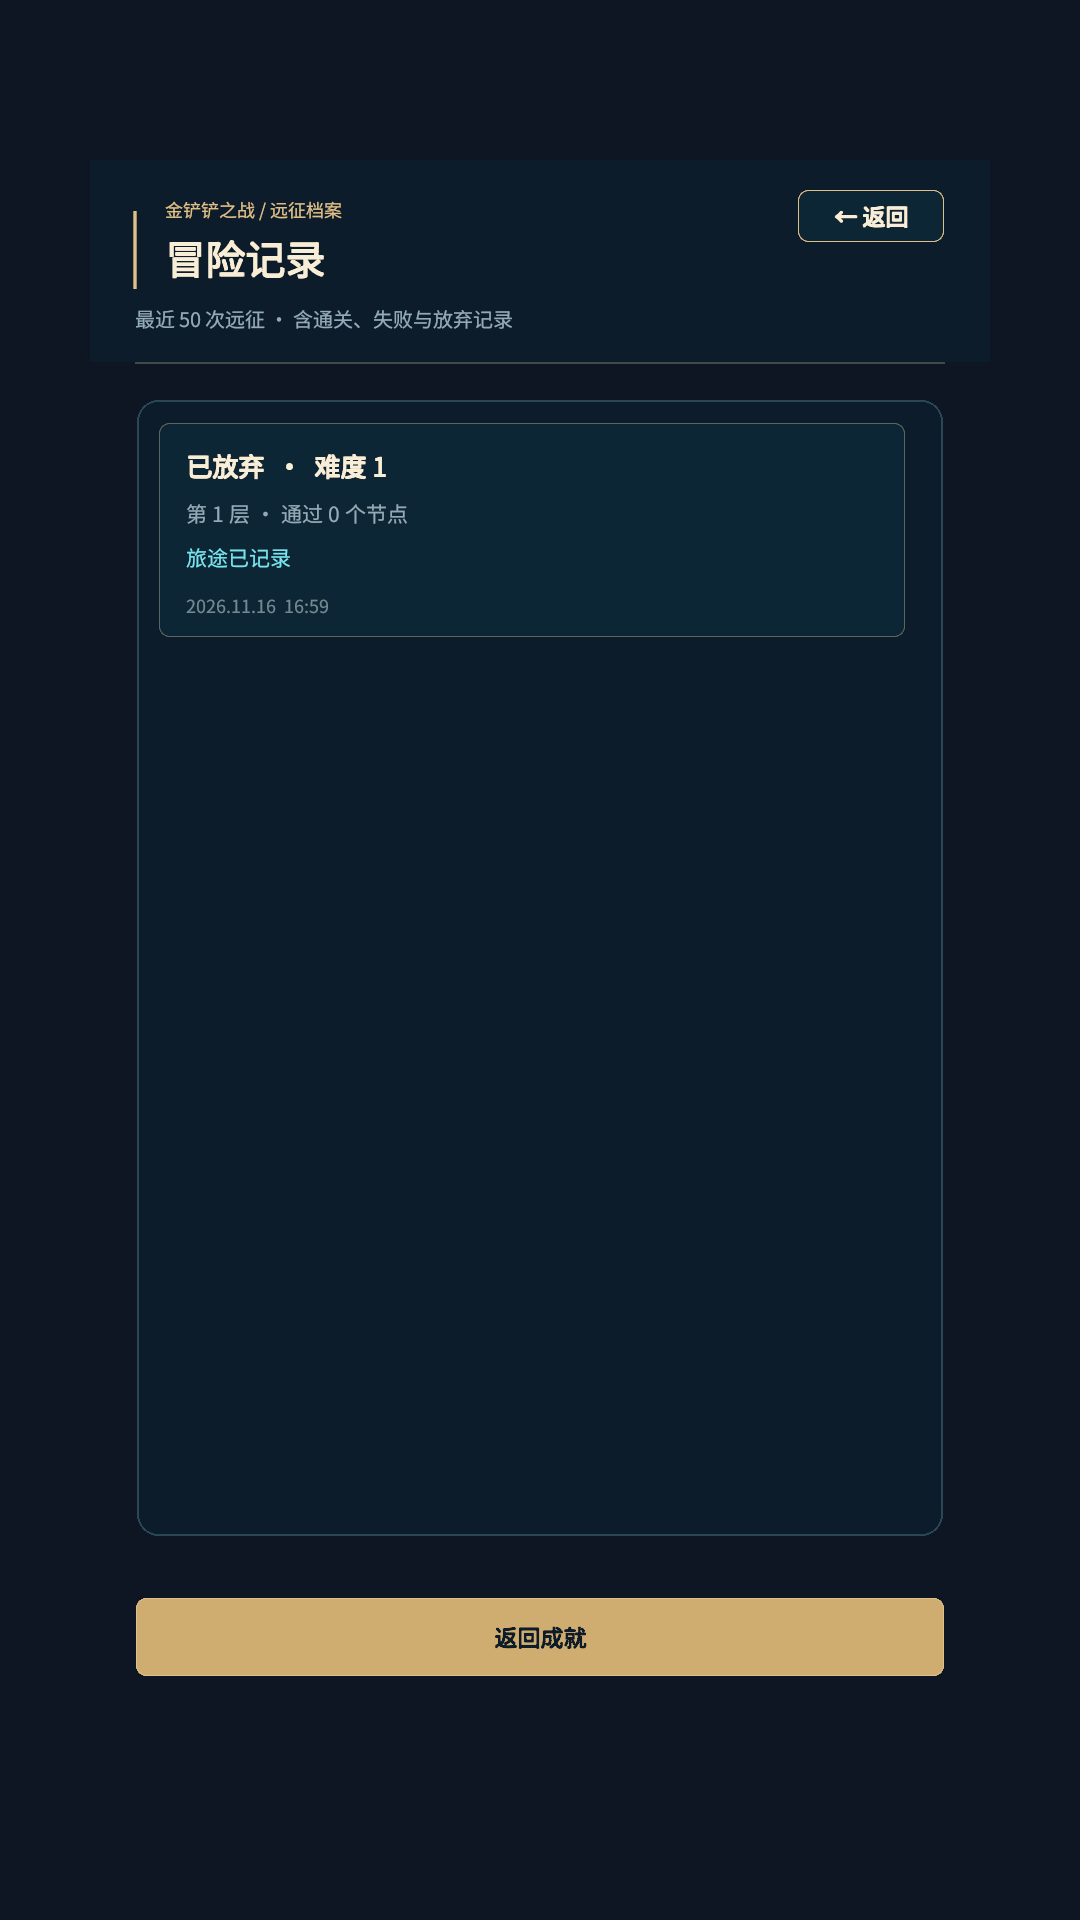 金铲铲之战 / 远征档案
← 返回
冒险记录
最近 50 次远征 · 含通关、失败与放弃记录
已放弃 · 难度 1
第 1 层 · 通过 0 个节点
旅途已记录
2026.11.16 16:59
返回成就